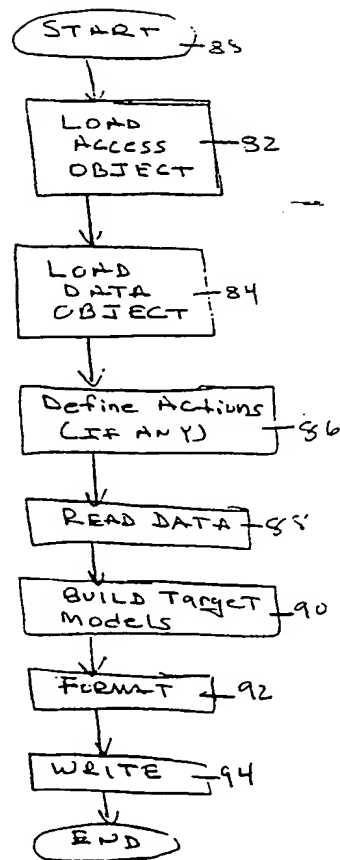 START
LOAD
ACCESS
OBJECT
82
LOAD
DATA
OBJECT
84
Define Actions
(IF ANY)
86
READ DATA 88
BUILD Target
Models
90
FORMAT 92
WRITE 94
END